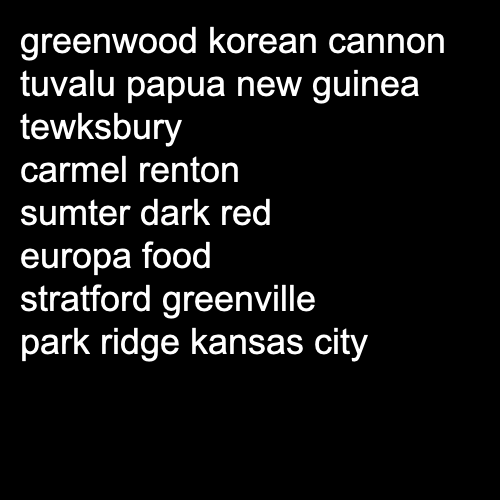 greenwood korean cannon
tuvalu papua new guinea
tewksbury
carmel renton
sumter dark red
europa food
stratford greenville
park ridge kansas city